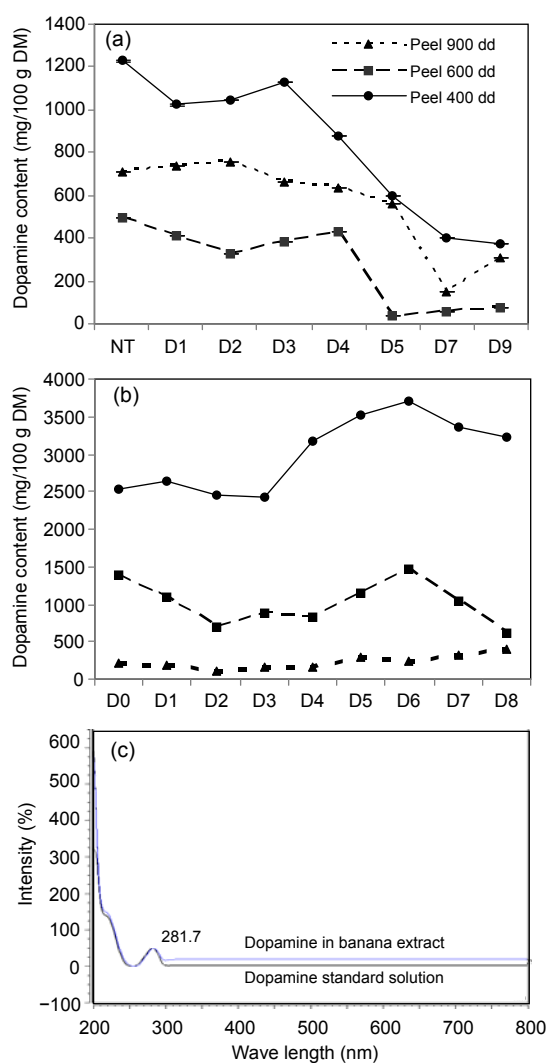 (a)
Peel 900 dd
Peel 600 dd
Peel 400 dd
Dopamine content (mg/100 g DM)
1400
1200
1000
800
600
400
200
0
NT D1 D2 D3 D4 D5 D7 D9
(b)
Dopamine content (mg/100 g DM)
4000
3500
3000
2500
2000
1500
1000
500
0
D0 D1 D2 D3 D4 D5 D6 D7 D8
(c)
Intensity (%)
600
500
400
300
200
100
0
−100
281.7
Dopamine in banana extract
Dopamine standard solution
200 300 400 500 600 700 800
Wave length (nm)